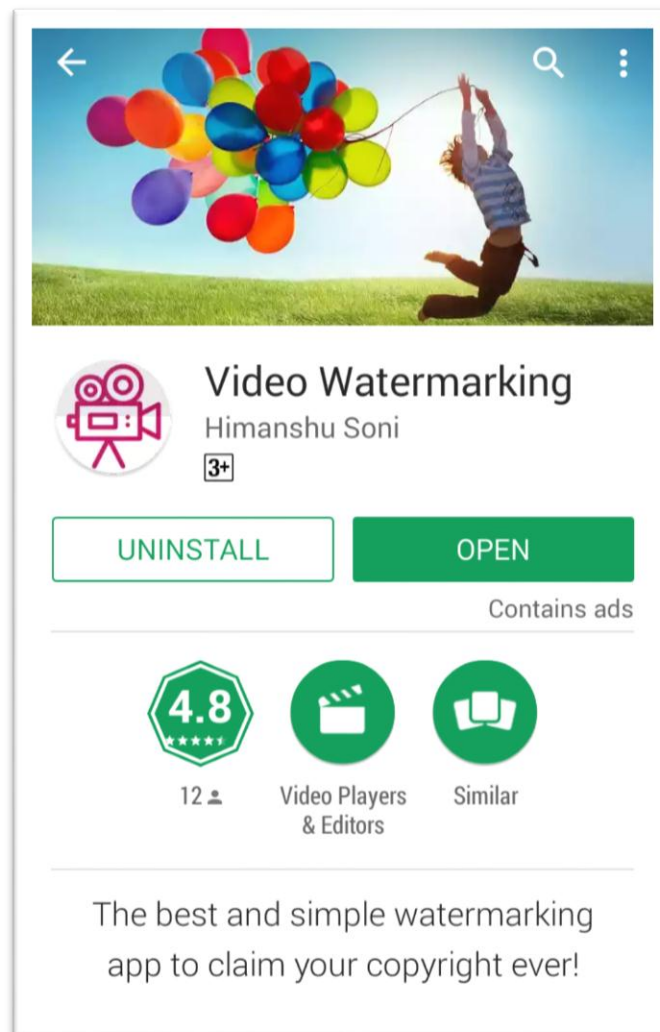 Video Watermarking
Himanshu Soni
3+
UNINSTALL
OPEN
Contains ads
4.8
12
Video Players
& Editors
Similar
The best and simple watermarking
app to claim your copyright ever!